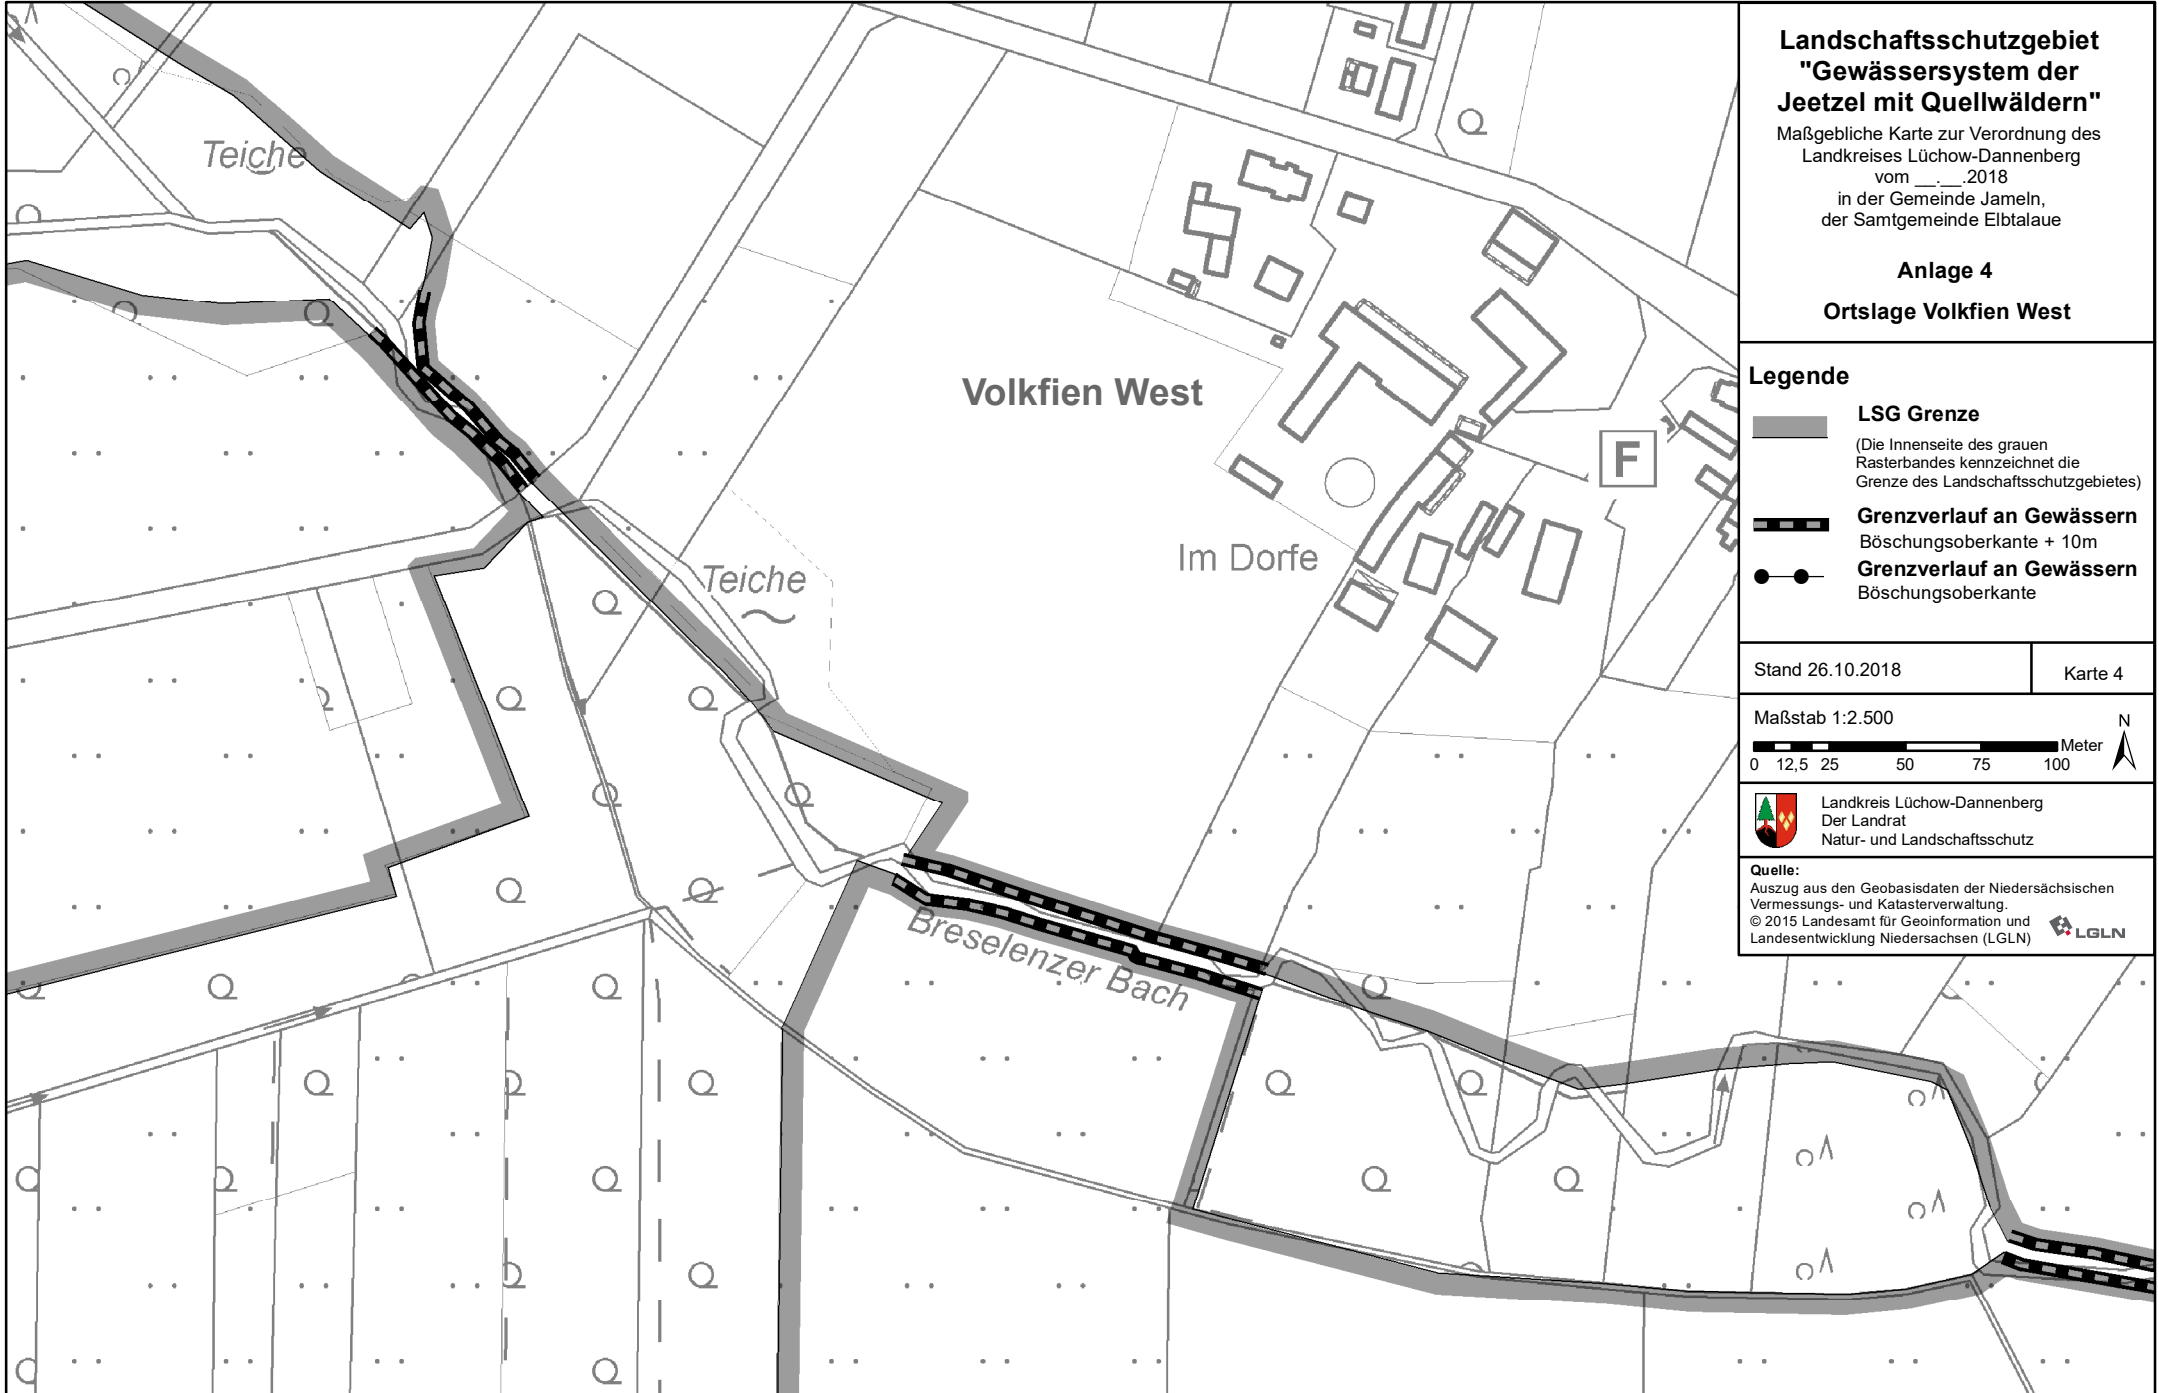 Teiche
Volkfien West
F
Im Dorfe
Teiche
Breselenzer Bach
Landschaftsschutzgebiet
"Gewässersystem der
Jeetzel mit Quellwäldern"
Maßgebliche Karte zur Verordnung des
Landkreises Lüchow-Dannenberg
vom __.__.2018
in der Gemeinde Jameln,
der Samtgemeinde Elbtalaue
Anlage 4
Ortslage Volkfien West
Legende
LSG Grenze
(Die Innenseite des grauen
Rasterbandes kennzeichnet die
Grenze des Landschaftsschutzgebietes)
Grenzverlauf an Gewässern
Böschungsoberkante + 10m
Grenzverlauf an Gewässern
Böschungsoberkante
Stand 26.10.2018
Karte 4
Maßstab 1:2.500
N
Meter
0 12,5 25 50 75 100
Landkreis Lüchow-Dannenberg
Der Landrat
Natur- und Landschaftsschutz
Quelle:
Auszug aus den Geobasisdaten der Niedersächsischen
Vermessungs- und Katasterverwaltung.
© 2015 Landesamt für Geoinformation und
Landesentwicklung Niedersachsen (LGLN)
LGLN